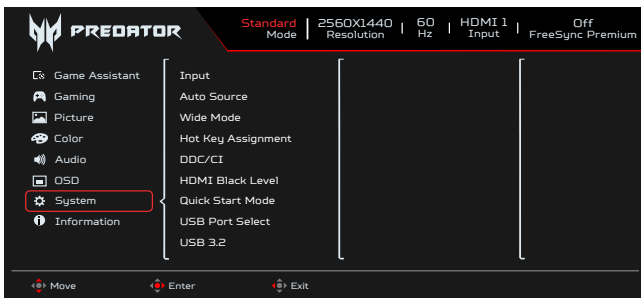 PREDATOR
Standard
Mode
2560X1440
Resolution
60
Hz
HDMI 1
Input
Off
FreeSync Premium
Game Assistant
Gaming
Picture
Color
Audio
OSD
System
Information
Input
Auto Source
Wide Mode
Hot Key Assignment
DDC/CI
HDMI Black Level
Quick Start Mode
USB Port Select
USB 3.2
Move
Enter
Exit